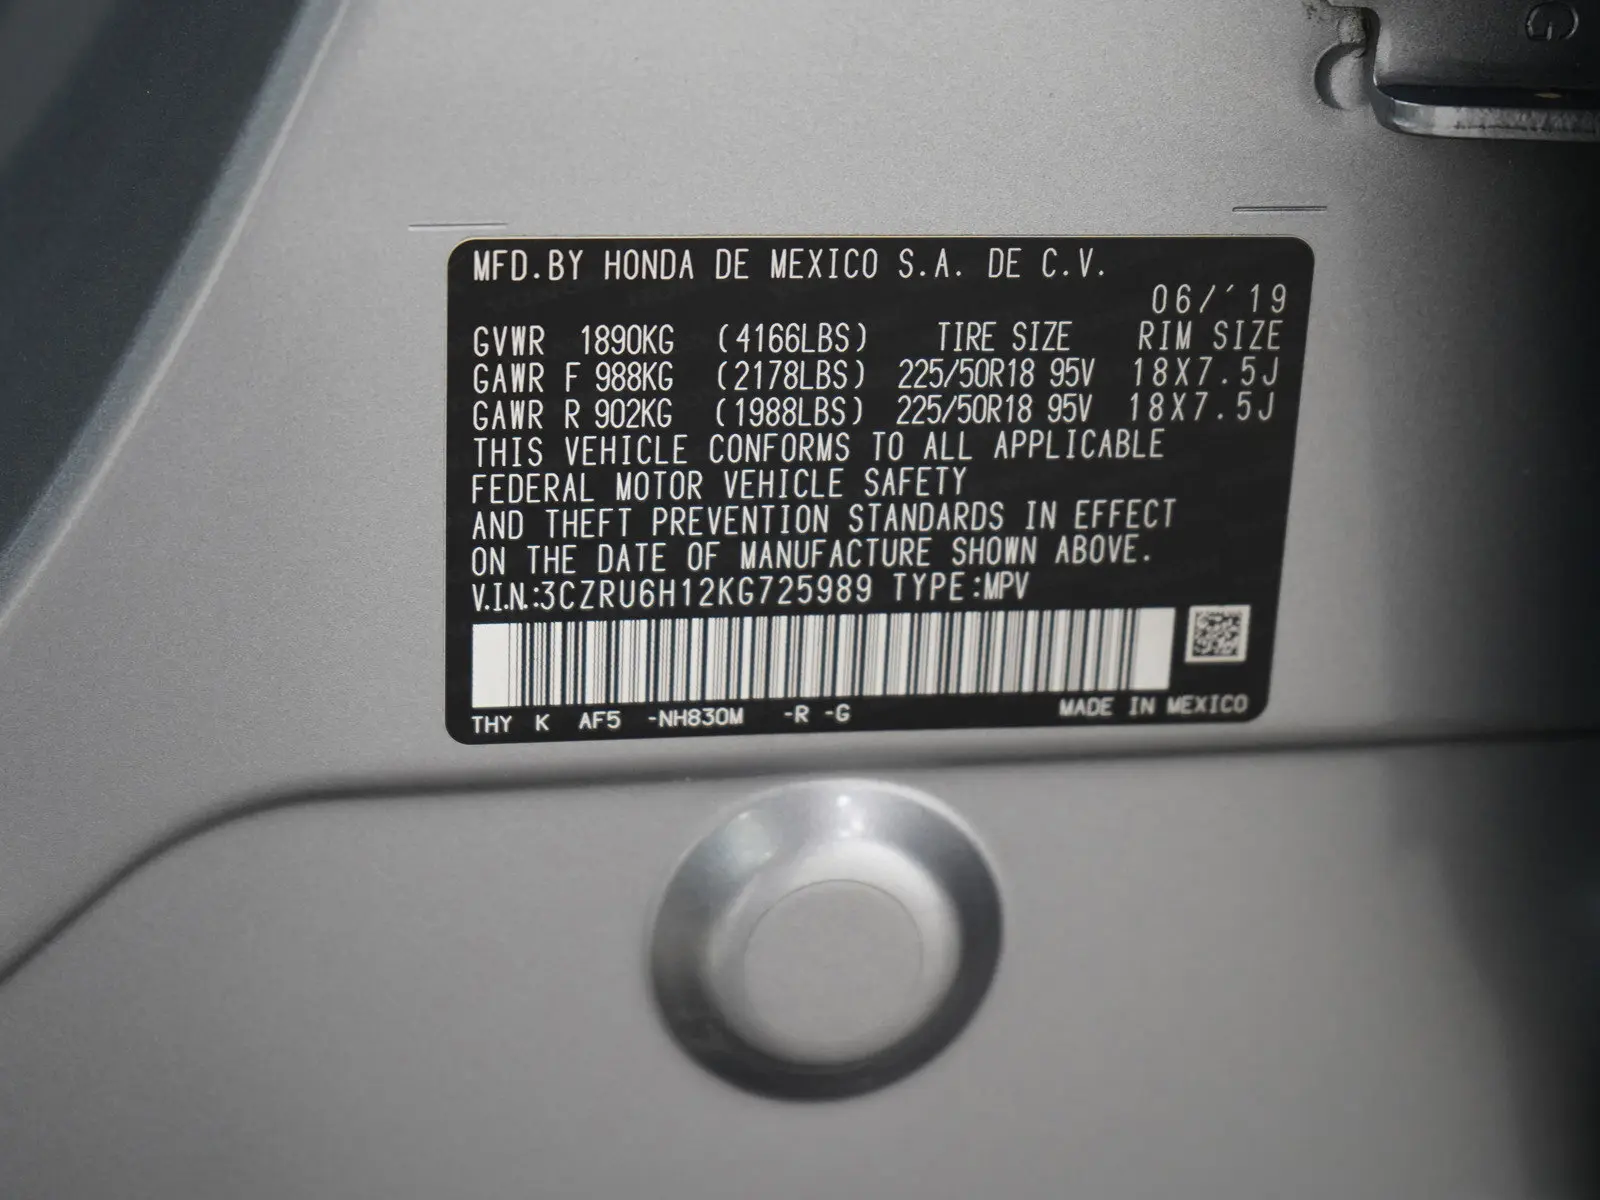 G
MFD.BY HONDA DE MEXICO S.A. DE C.V.
06/´19
GVWR 1890KG (4166LBS) TIRE SIZE RIM SIZE
GAWR F 988KG (2178LBS) 225/50R18 95V 18X7.5J
GAWR R 902KG (1988LBS) 225/50R18 95V 18X7.5J
THIS VEHICLE CONFORMS TO ALL APPLICABLE
FEDERAL MOTOR VEHICLE SAFETY
AND THEFT PREVENTION STANDARDS IN EFFECT
ON THE DATE OF MANUFACTURE SHOWN ABOVE.
V.I.N.:3CZRU6H12KG725989 TYPE:MPV
THY K AF5 -NH830M -R -G MADE IN MEXICO